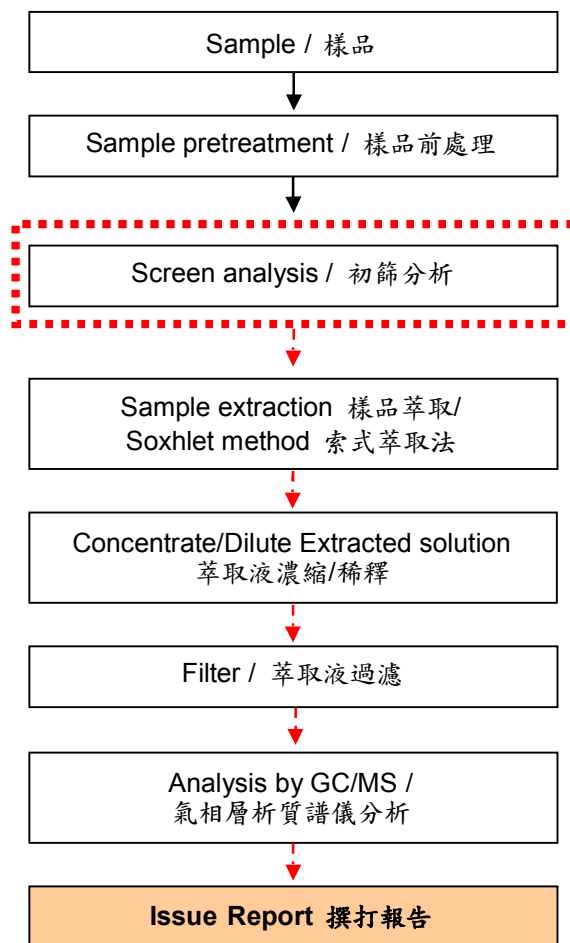 Sample / 樣品
Sample pretreatment / 樣品前處理
Screen analysis / 初篩分析
Sample extraction 樣品萃取/
Soxhlet method 索式萃取法
Concentrate/Dilute Extracted solution
萃取液濃縮/稀釋
Filter / 萃取液過濾
Analysis by GC/MS /
氣相層析質譜儀分析
Issue Report 撰打報告